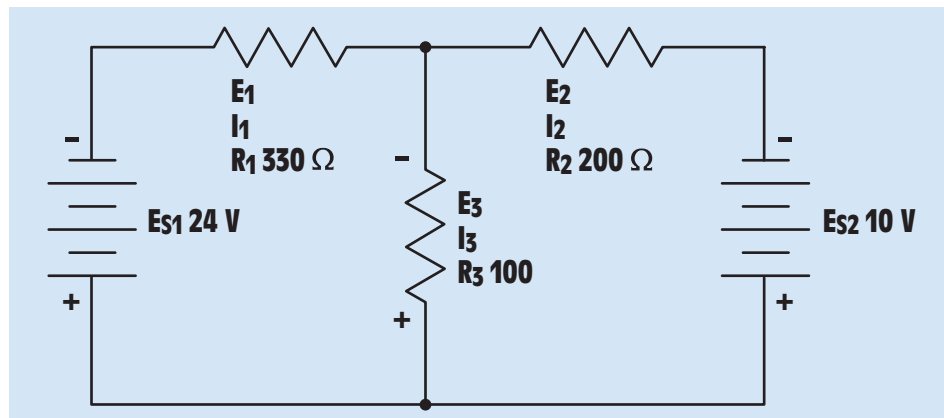 E1
I1
R1 330 Ω
E2
I2
R2 200 Ω
-
-
-
ES1 24 V
E3
I3
R3 100
ES2 10 V
+
+
+